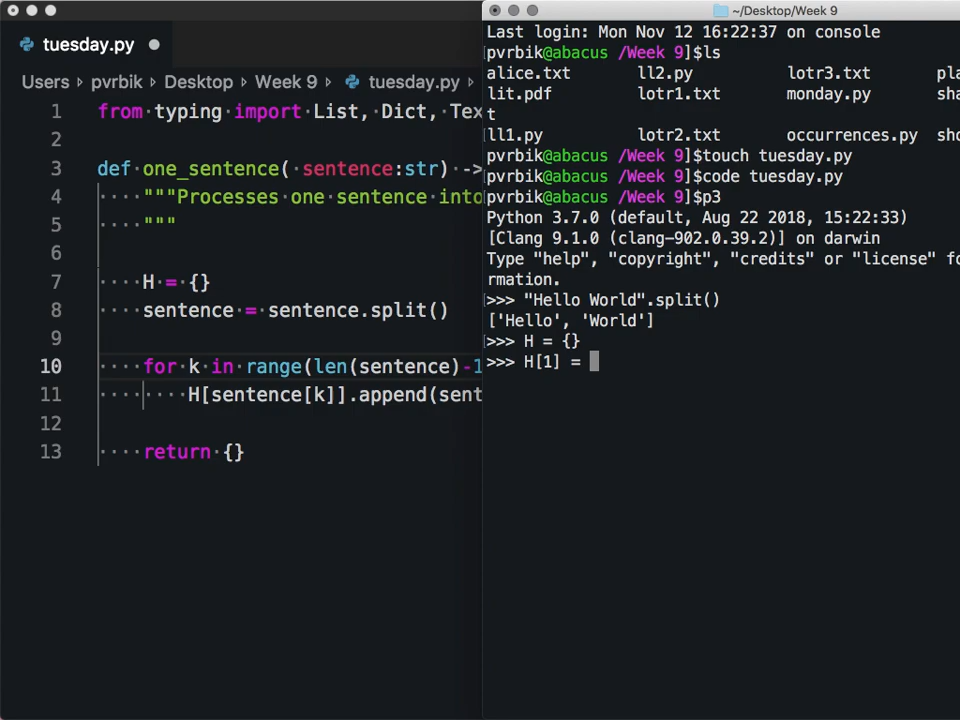 tuesday.py
Users › pvrbik › Desktop › Week 9 › tuesday.py ›
1 from typing import List, Dict, Tex
2
3 def one_sentence( sentence:str) ->
4 """Processes one sentence into
5 """
6
7 H = {}
8 sentence = sentence.split()
9
10 for k in range(len(sentence)-1
11 H[sentence[k]].append(sent
12
13 return {}
~/Desktop/Week 9
Last login: Mon Nov 12 16:22:37 on console
pvrbik@abacus /Week 9]$ls
alice.txt ll2.py lotr3.txt pla
lit.pdf lotr1.txt monday.py sha
t
ll1.py lotr2.txt occurrences.py sho
pvrbik@abacus /Week 9]$touch tuesday.py
pvrbik@abacus /Week 9]$code tuesday.py
pvrbik@abacus /Week 9]$p3
Python 3.7.0 (default, Aug 22 2018, 15:22:33)
[Clang 9.1.0 (clang-902.0.39.2)] on darwin
Type "help", "copyright", "credits" or "license" fo
rmation.
>>> "Hello World".split()
['Hello', 'World']
>>> H = {}
>>> H[1] =